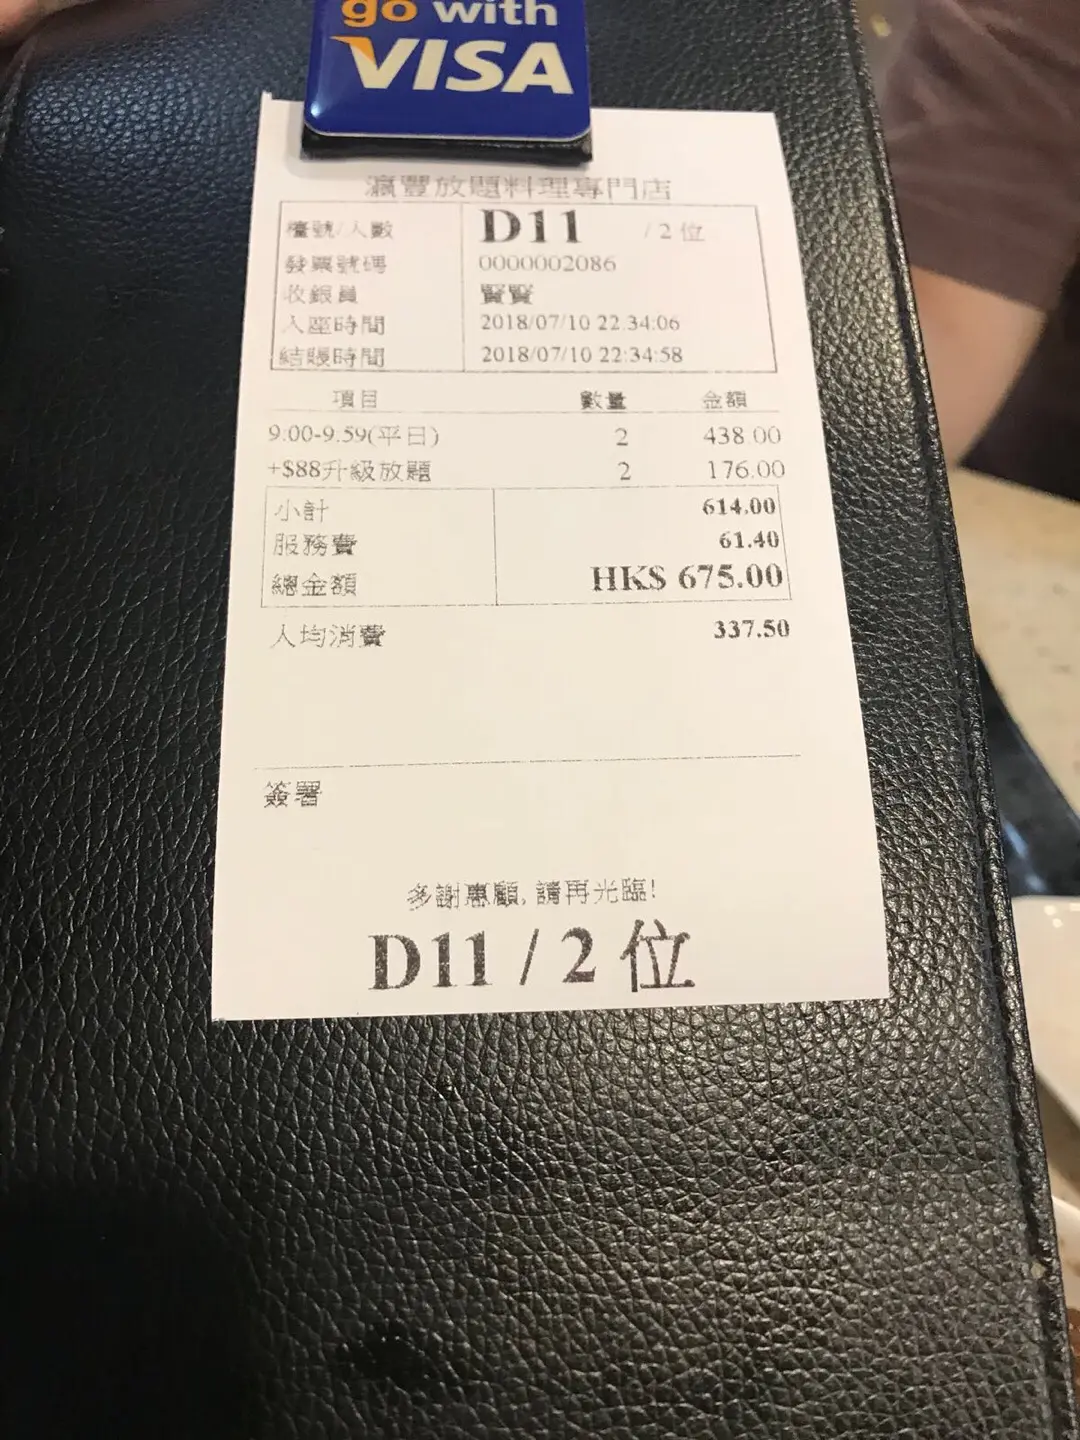 go with
VISA
瀛豐放題料理專門店
檯號/人數 D11 / 2 位
發票號碼 0000002086
收銀員 賢賢
入座時間 2018/07/10 22:34:06
結賬時間 2018/07/10 22:34:58
項目 數量 金額
9:00-9:59(平日) 2 438.00
+$88升級放題 2 176.00
小計 614.00
服務費 61.40
總金額 HK$ 675.00
人均消費 337.50
簽署
多謝惠顧, 請再光臨!
D11 / 2 位